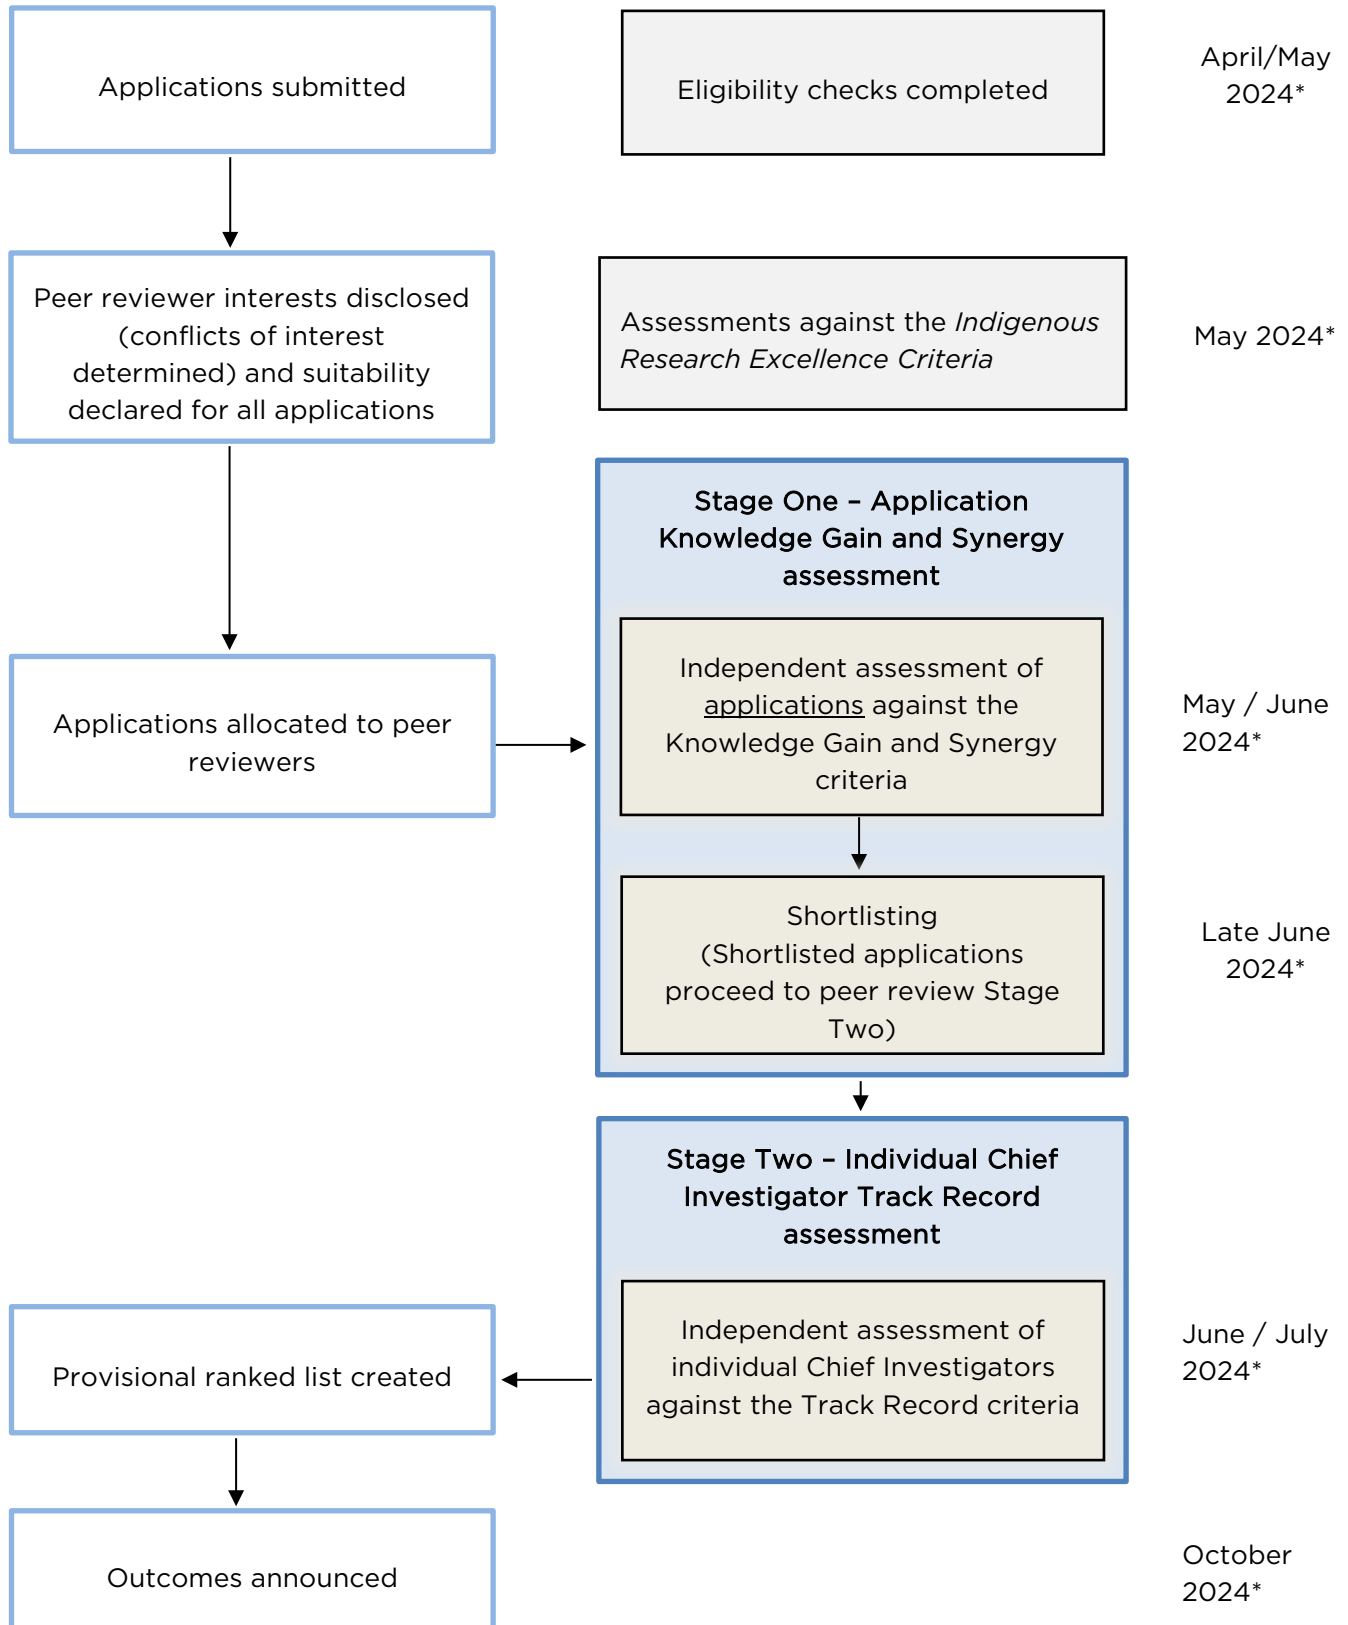 Applications submitted
Eligibility checks completed
April/May
2024*
Peer reviewer interests disclosed
(conflicts of interest
determined) and suitability
declared for all applications
Assessments against the Indigenous
Research Excellence Criteria
May 2024*
Stage One – Application
Knowledge Gain and Synergy
assessment
Applications allocated to peer
reviewers
Independent assessment of
applications against the
Knowledge Gain and Synergy
criteria
May / June
2024*
Shortlisting
(Shortlisted applications
proceed to peer review Stage
Two)
Late June
2024*
Stage Two – Individual Chief
Investigator Track Record
assessment
Provisional ranked list created
Independent assessment of
individual Chief Investigators
against the Track Record criteria
June / July
2024*
Outcomes announced
October
2024*